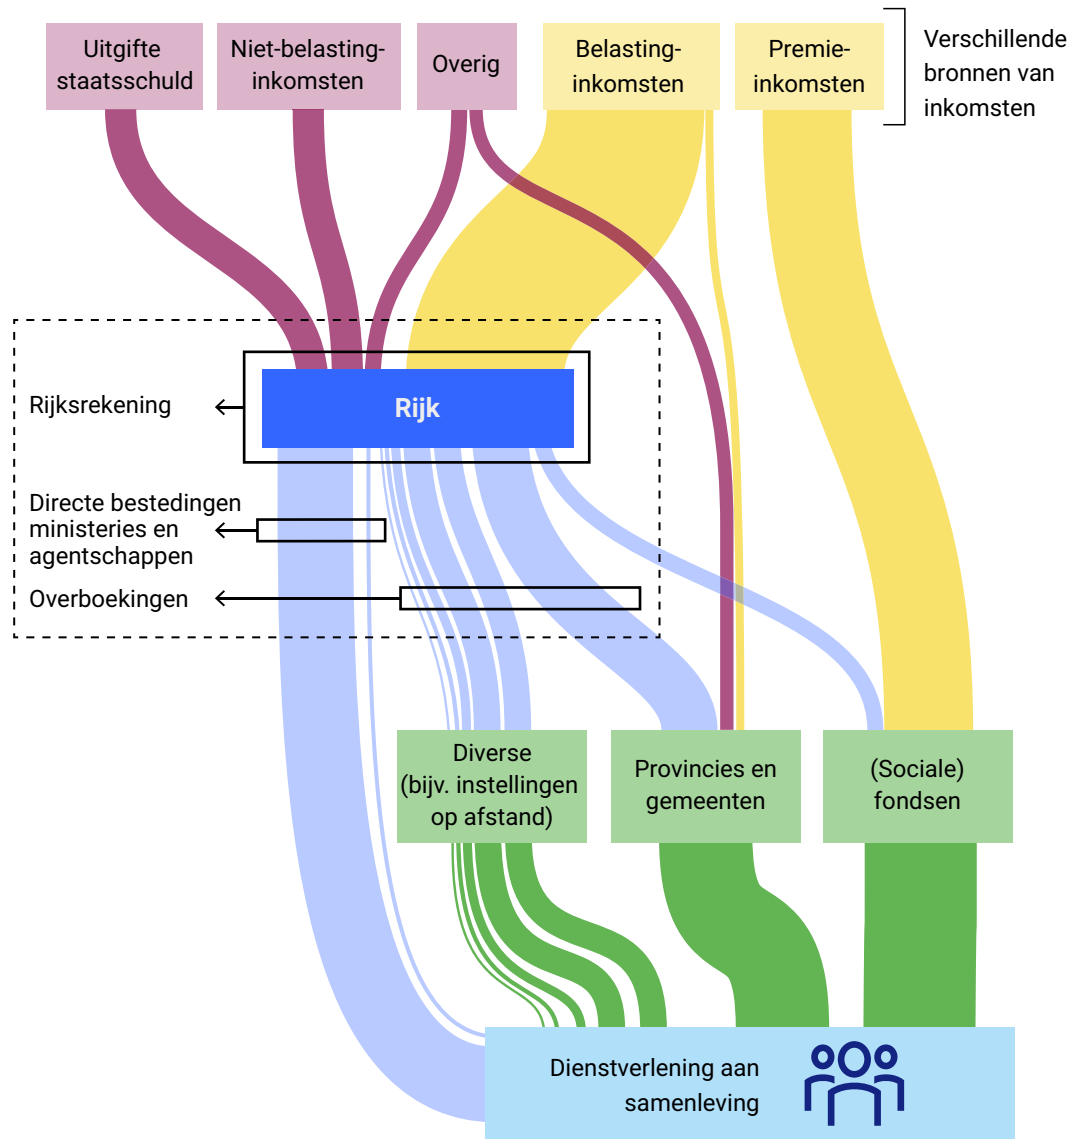 Uitgifte
staatsschuld
Niet-belasting-
inkomsten
Overig
Belasting-
inkomsten
Premie-
inkomsten
Verschillende
bronnen van
inkomsten
Rijksrekening
Rijk
Directe bestedingen
ministeries en
agentschappen
Overboekingen
Diverse
(bijv. instellingen
op afstand)
Provincies en
gemeenten
(Sociale)
fondsen
Dienstverlening aan
samenleving